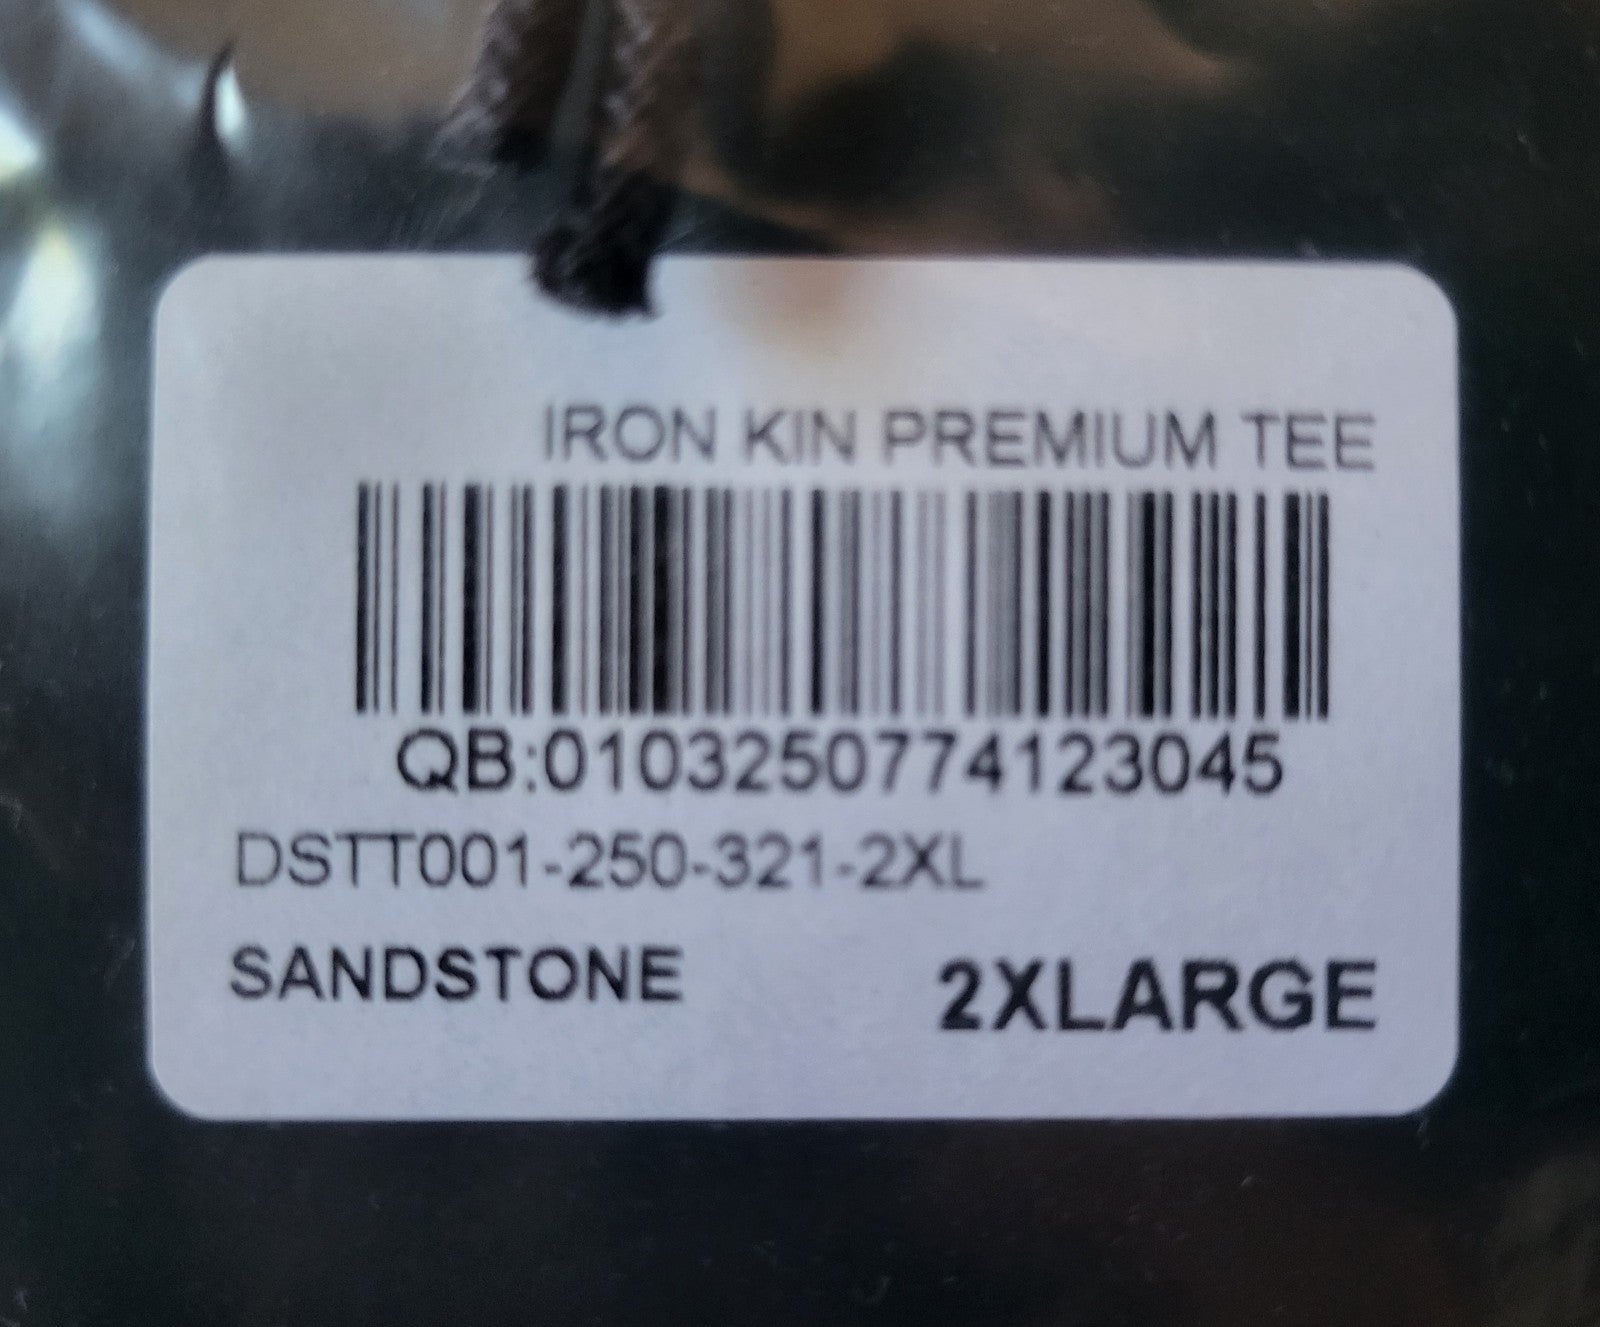 IRON KIN PREMIUM TEE
QB:0103250774123045
DSTT001-250-321-2XL
SANDSTONE
2XLARGE